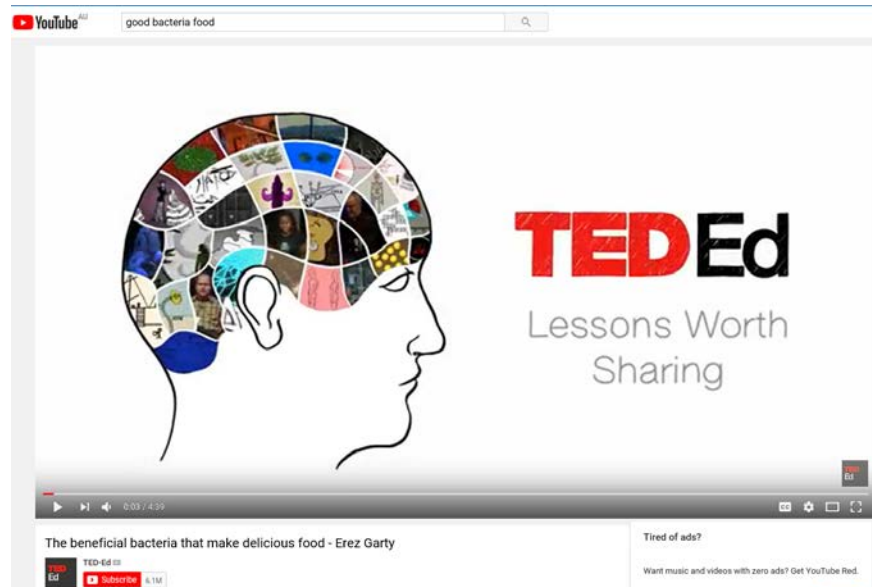 YouTube AU
good bacteria food
TEDEd
Lessons Worth
Sharing
TED
Ed
0:03 / 4:39
CC
The beneficial bacteria that make delicious food - Erez Garty
TED
Ed
TED-Ed
Subscribe 6.1M
Tired of ads?
Want music and videos with zero ads? Get YouTube Red.